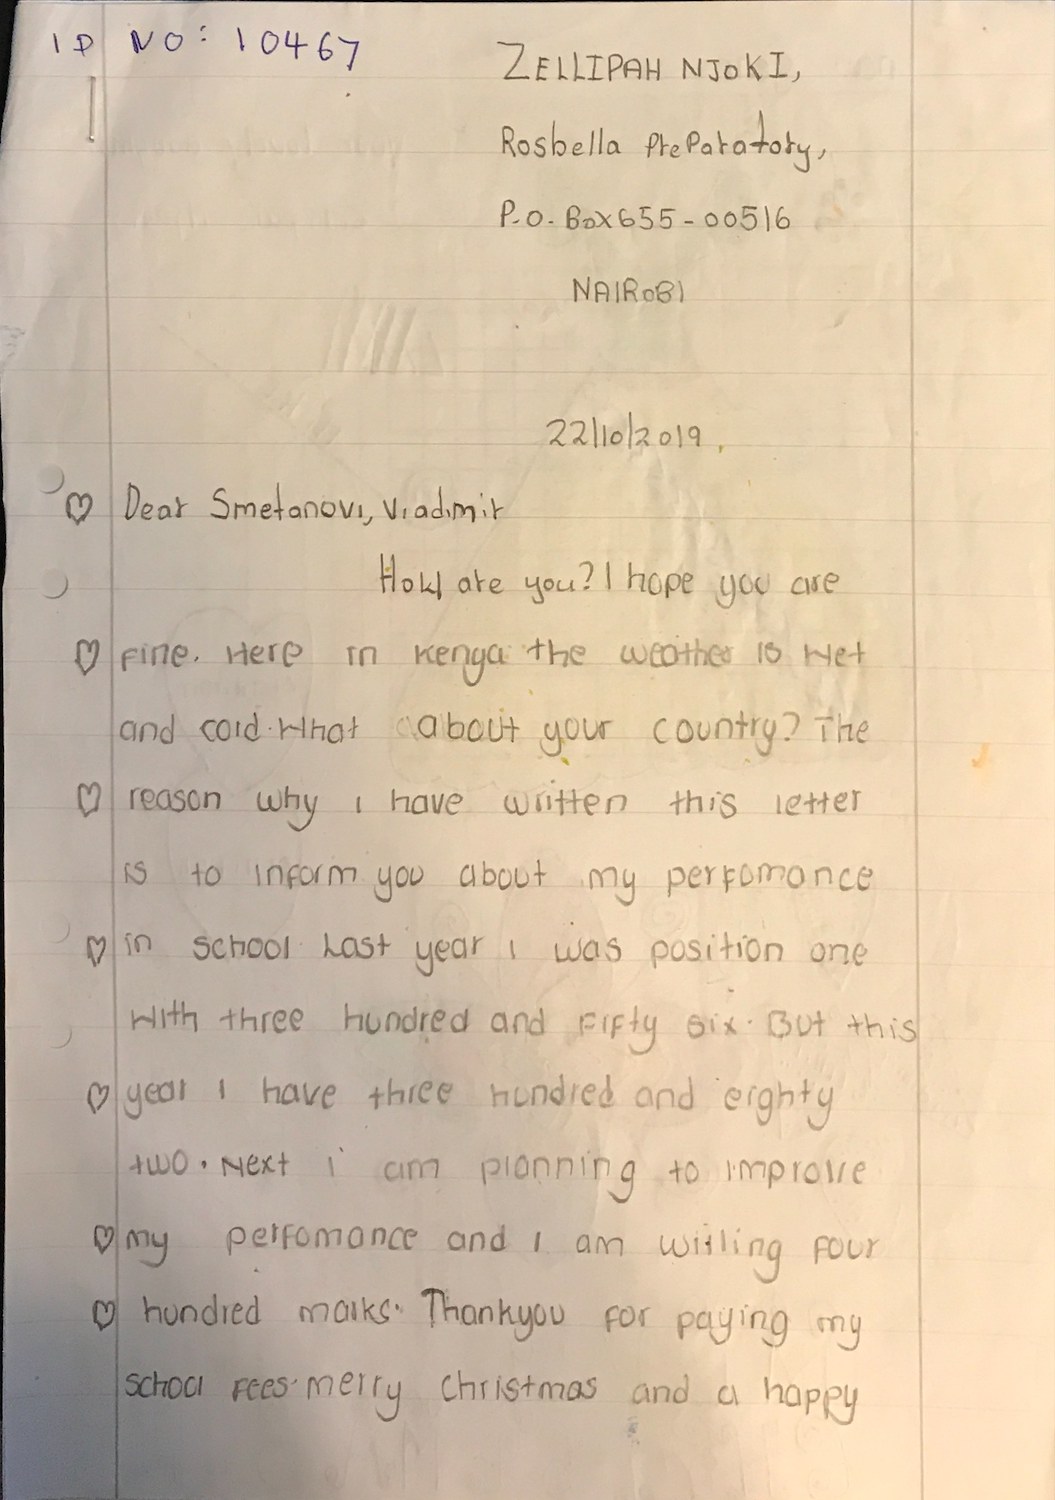 ID NO: 10467
ZELLIPAH NJOKI,
Rosbella Preparatory,
P.O. Box 655-00516
NAIROBI
22/10/2019.
Dear Smetanovi, Vladimir
How are you? I hope you are
fine. Here in Kenya the weather is wet
and cold. What about your country? The
reason why I have written this letter
is to inform you about my perfomance
in school. Last year I was position one
with three hundred and fifty six. But this
year I have three hundred and eighty
two. Next I am planning to improve
my perfomance and I am willing four
hundred marks. Thankyou for paying my
school fees. merry christmas and a happy